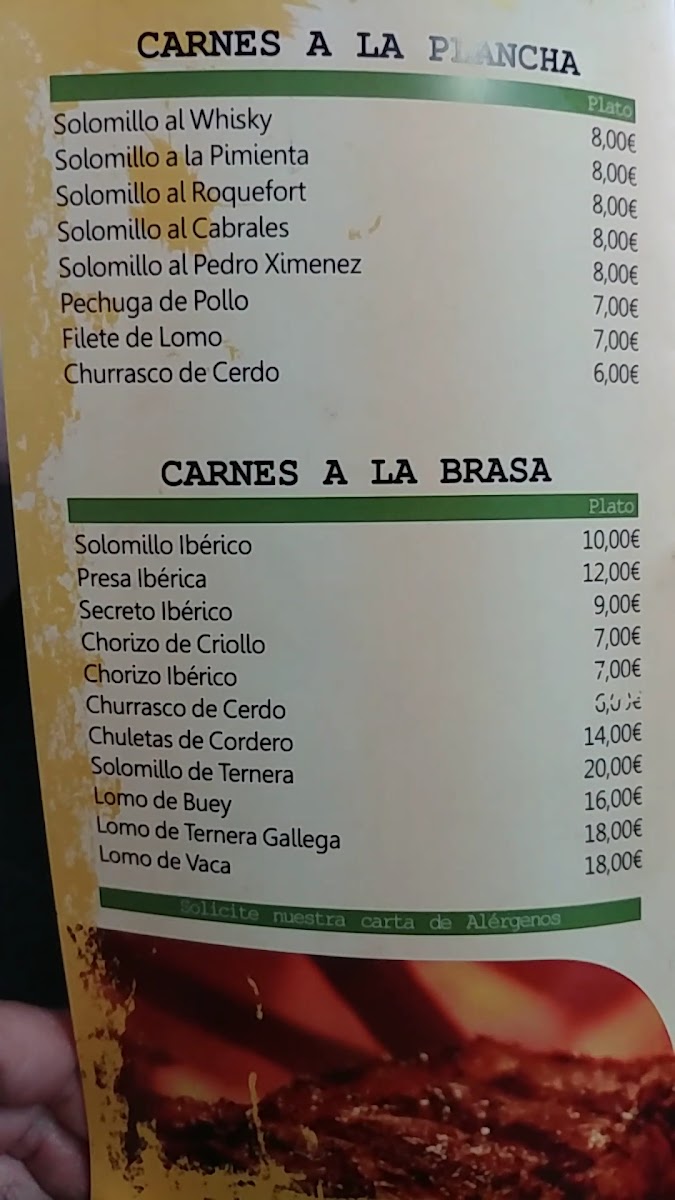 CARNES A LA PLANCHA
Plato
Solomillo al Whisky 8,00€
Solomillo a la Pimienta 8,00€
Solomillo al Roquefort 8,00€
Solomillo al Cabrales 8,00€
Solomillo al Pedro Ximenez 8,00€
Pechuga de Pollo 7,00€
Filete de Lomo 7,00€
Churrasco de Cerdo 6,00€
CARNES A LA BRASA
Plato
Solomillo Ibérico 10,00€
Presa Ibérica 12,00€
Secreto Ibérico 9,00€
Chorizo de Criollo 7,00€
Chorizo Ibérico 7,00€
Churrasco de Cerdo
Chuletas de Cordero 14,00€
Solomillo de Ternera 20,00€
Lomo de Buey 16,00€
Lomo de Ternera Gallega 18,00€
Lomo de Vaca 18,00€
Solicite nuestra carta de Alérgenos